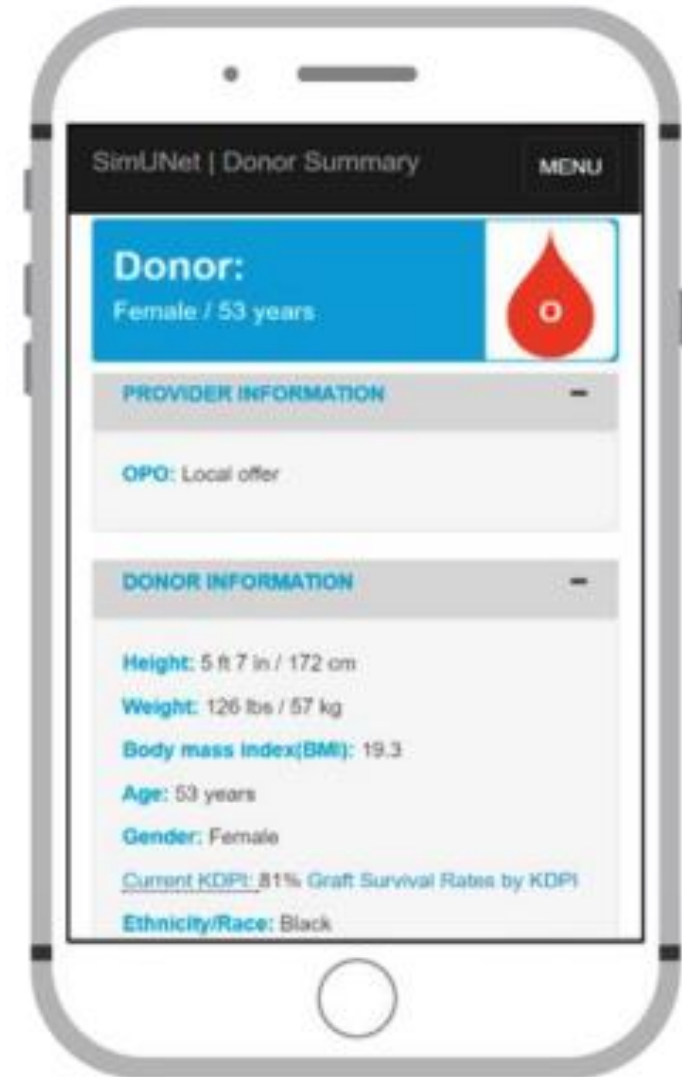 SimUNet | Donor Summary
MENU
Donor:
Female / 53 years
O
PROVIDER INFORMATION
OPO: Local offer
DONOR INFORMATION
Height: 5 ft 7 in / 172 cm
Weight: 126 lbs / 57 kg
Body mass index(BMI): 19.3
Age: 53 years
Gender: Female
Current KDPI: 81% Graft Survival Rates by KDPI
Ethnicity/Race: Black